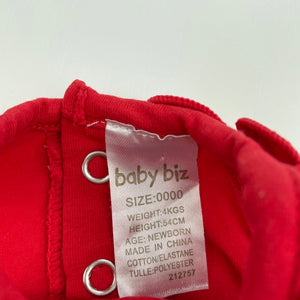 baby biz
SIZE:0000
WEIGHT:4KGS
HEIGHT:54CM
AGE: NEWBORN
MADE IN CHINA
COTTON/ELASTANE
TULLE:POLYESTER
212757